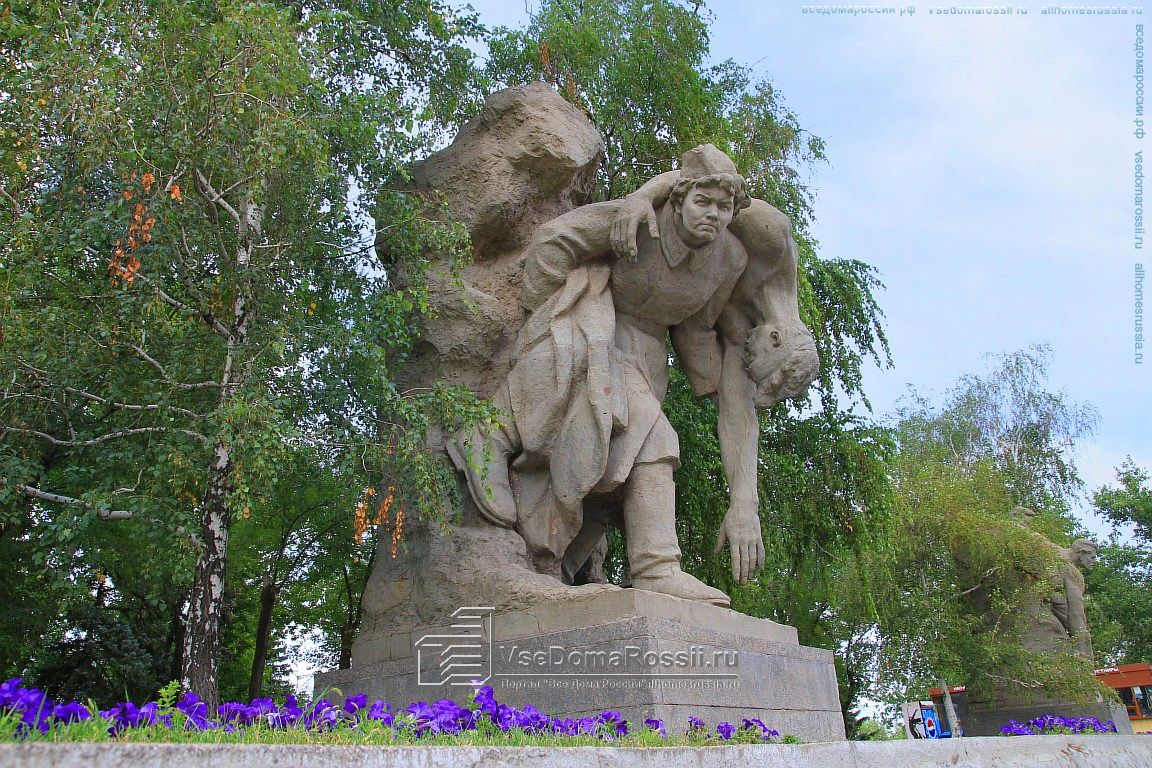 вседомароссии.рф vsedomarossii.ru allhomesrussia.ru
вседомароссии.рф vsedomarossii.ru allhomesrussia.ru
VseDomaRossii.ru
Портал "Все Дома России" allhomesrussia.ru